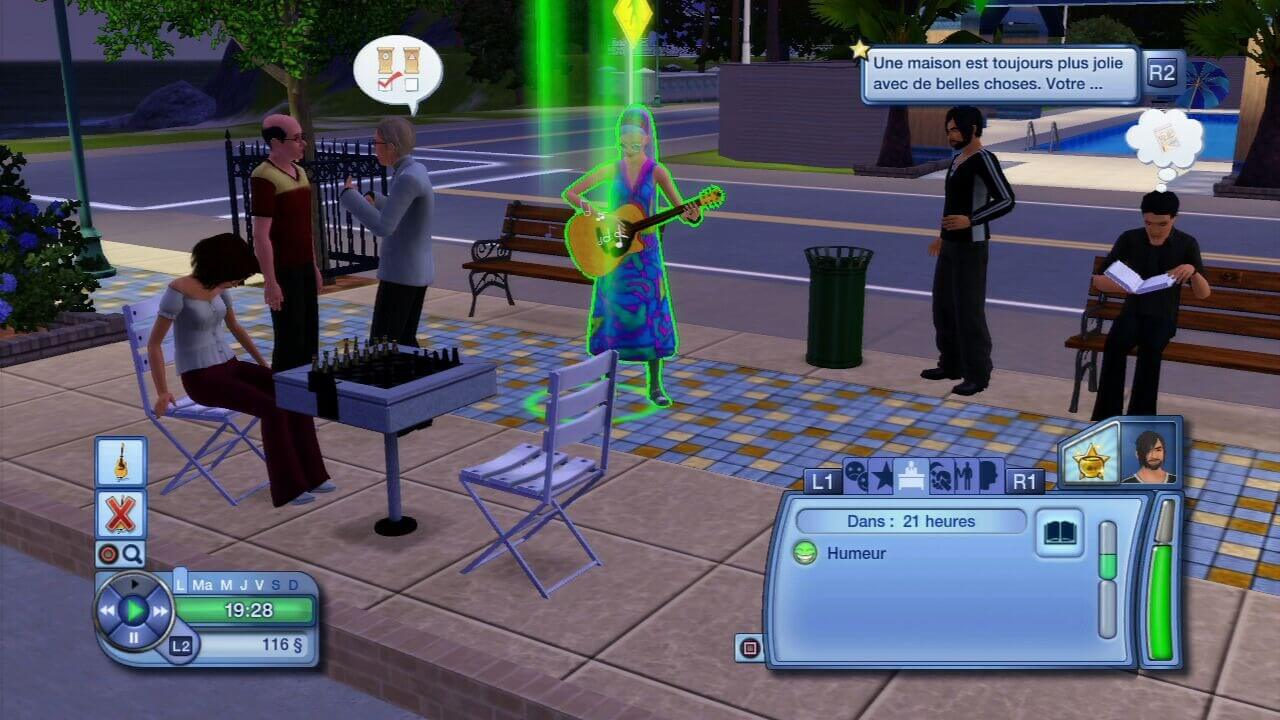 Une maison est toujours plus jolie
avec de belles choses. Votre ...
R2
L1
R1
Dans : 21 heures
Humeur
L Ma M J V S D
19:28
L2
116 §